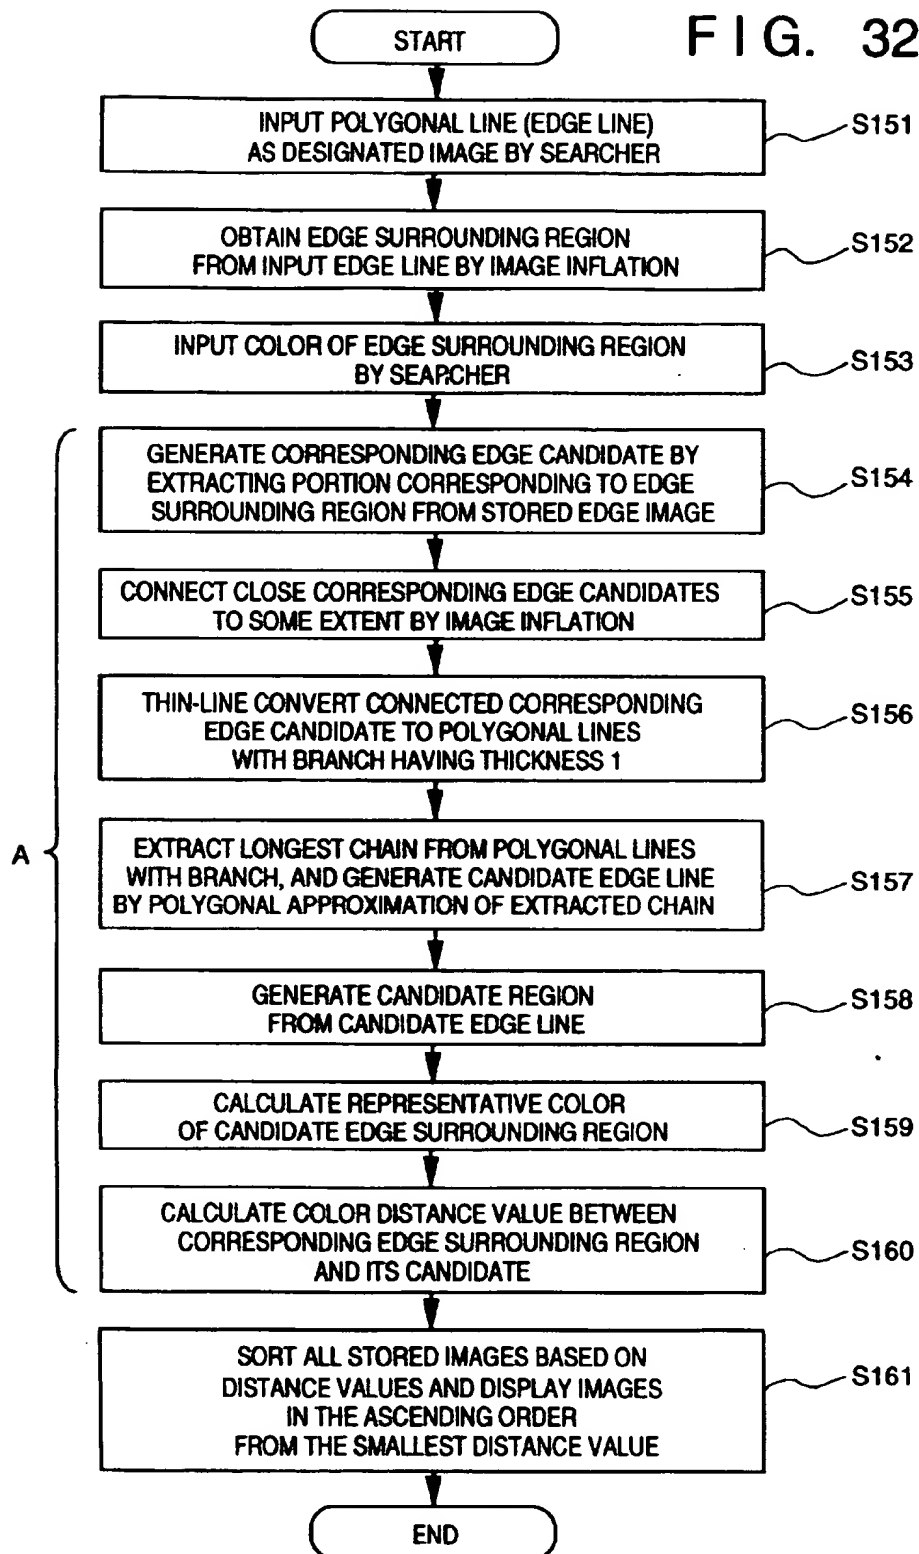 FIG. 32
START
INPUT POLYGONAL LINE (EDGE LINE)
AS DESIGNATED IMAGE BY SEARCHER
S151
OBTAIN EDGE SURROUNDING REGION
FROM INPUT EDGE LINE BY IMAGE INFLATION
S152
INPUT COLOR OF EDGE SURROUNDING REGION
BY SEARCHER
S153
GENERATE CORRESPONDING EDGE CANDIDATE BY
EXTRACTING PORTION CORRESPONDING TO EDGE
SURROUNDING REGION FROM STORED EDGE IMAGE
S154
CONNECT CLOSE CORRESPONDING EDGE CANDIDATES
TO SOME EXTENT BY IMAGE INFLATION
S155
THIN-LINE CONVERT CONNECTED CORRESPONDING
EDGE CANDIDATE TO POLYGONAL LINES
WITH BRANCH HAVING THICKNESS 1
S156
A
EXTRACT LONGEST CHAIN FROM POLYGONAL LINES
WITH BRANCH, AND GENERATE CANDIDATE EDGE LINE
BY POLYGONAL APPROXIMATION OF EXTRACTED CHAIN
S157
GENERATE CANDIDATE REGION
FROM CANDIDATE EDGE LINE
S158
CALCULATE REPRESENTATIVE COLOR
OF CANDIDATE EDGE SURROUNDING REGION
S159
CALCULATE COLOR DISTANCE VALUE BETWEEN
CORRESPONDING EDGE SURROUNDING REGION
AND ITS CANDIDATE
S160
SORT ALL STORED IMAGES BASED ON
DISTANCE VALUES AND DISPLAY IMAGES
IN THE ASCENDING ORDER
FROM THE SMALLEST DISTANCE VALUE
S161
END